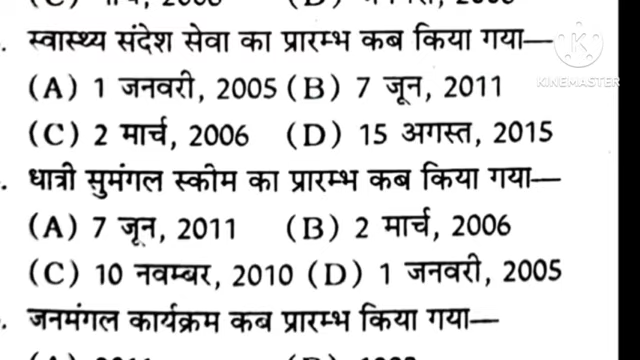 . स्वास्थ्य संदेश सेवा का प्रारम्भ कब किया गया—
KINEMASTER
(A) 1 जनवरी, 2005 (B) 7 जून, 2011
(C) 2 मार्च, 2006 (D) 15 अगस्त, 2015
. धात्री सुमंगल स्कीम का प्रारम्भ कब किया गया—
(A) 7 जून, 2011 (B) 2 मार्च, 2006
(C) 10 नवम्बर, 2010 (D) 1 जनवरी, 2005
. जनमंगल कार्यक्रम कब प्रारम्भ किया गया—